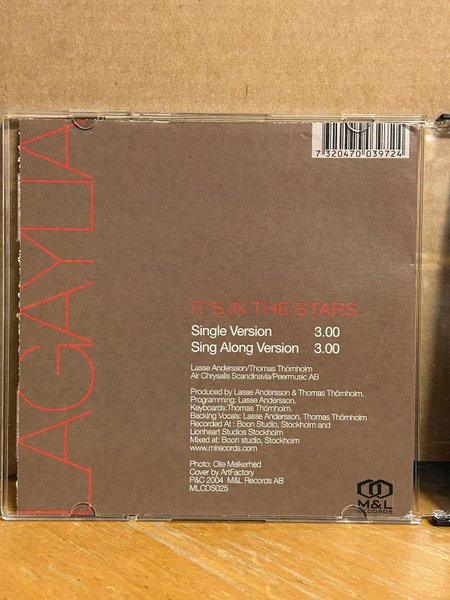 LAGAYLIA
7 320470 039724
IT'S IN THE STARS
Single Version 3.00
Sing Along Version 3.00
Lasse Andersson/Thomas Thörnholm
Air Chrysalis Scandinavia/Peermusic AB
Produced by Lasse Andersson & Thomas Thörnholm.
Programming: Lasse Andersson.
Keyboards:Thomas Thörnholm.
Backing Vocals: Lasse Andersson, Thomas Thörnholm
Recorded At : Boon Studio, Stockholm and
Lionheart Studios Stockholm
Mixed at: Boon studio, Stockholm
www.mlrecords.com
Photo: Olle Melkerhed
Cover by ArtFactory
P&C 2004 M&L Records AB
MLCDS025
M&L
RECORDS